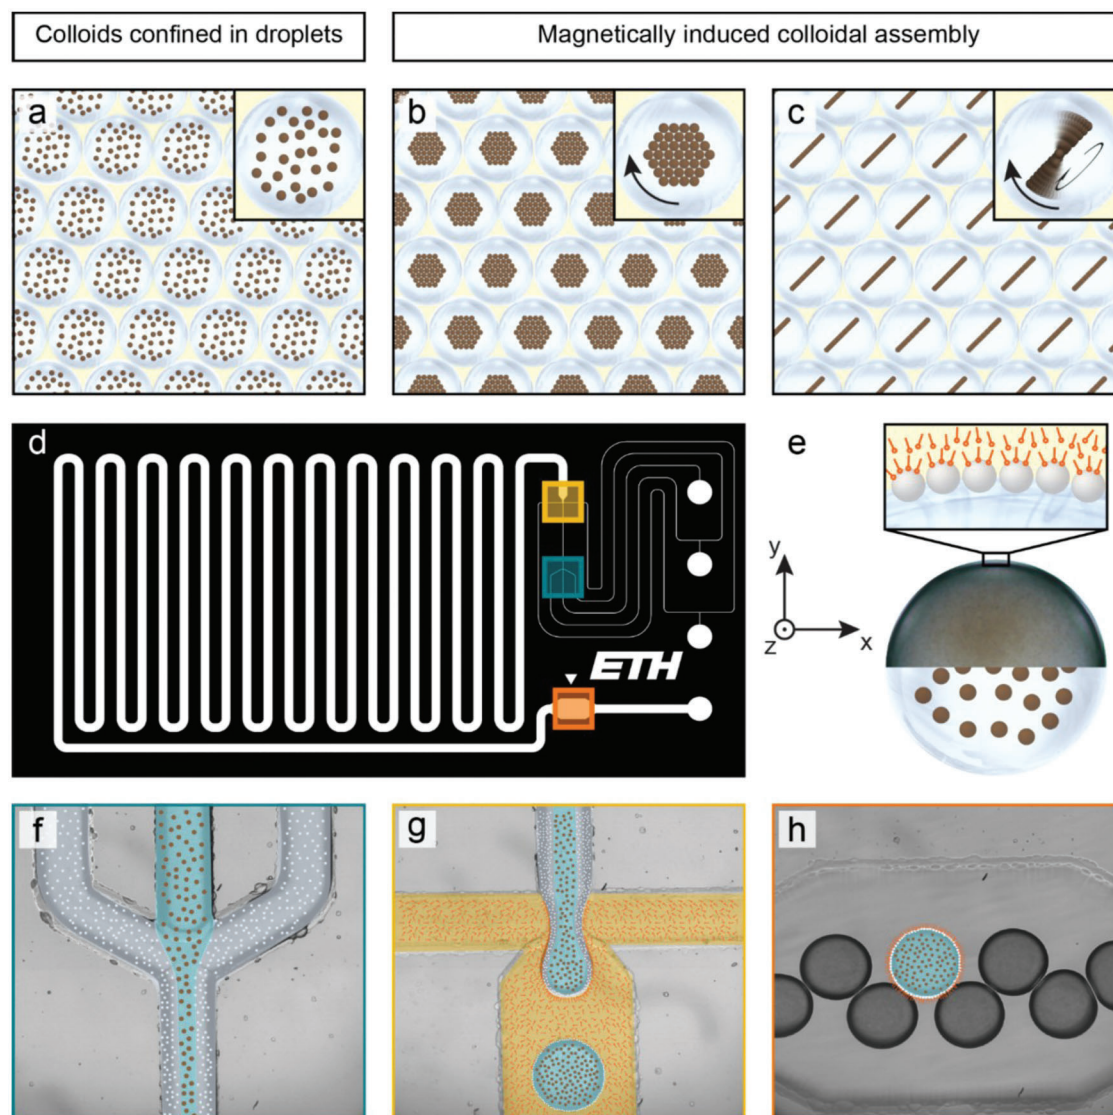 Colloids confined in droplets
Magnetically induced colloidal assembly
a
b
c
d
ETH
e
y
z
x
f
g
h